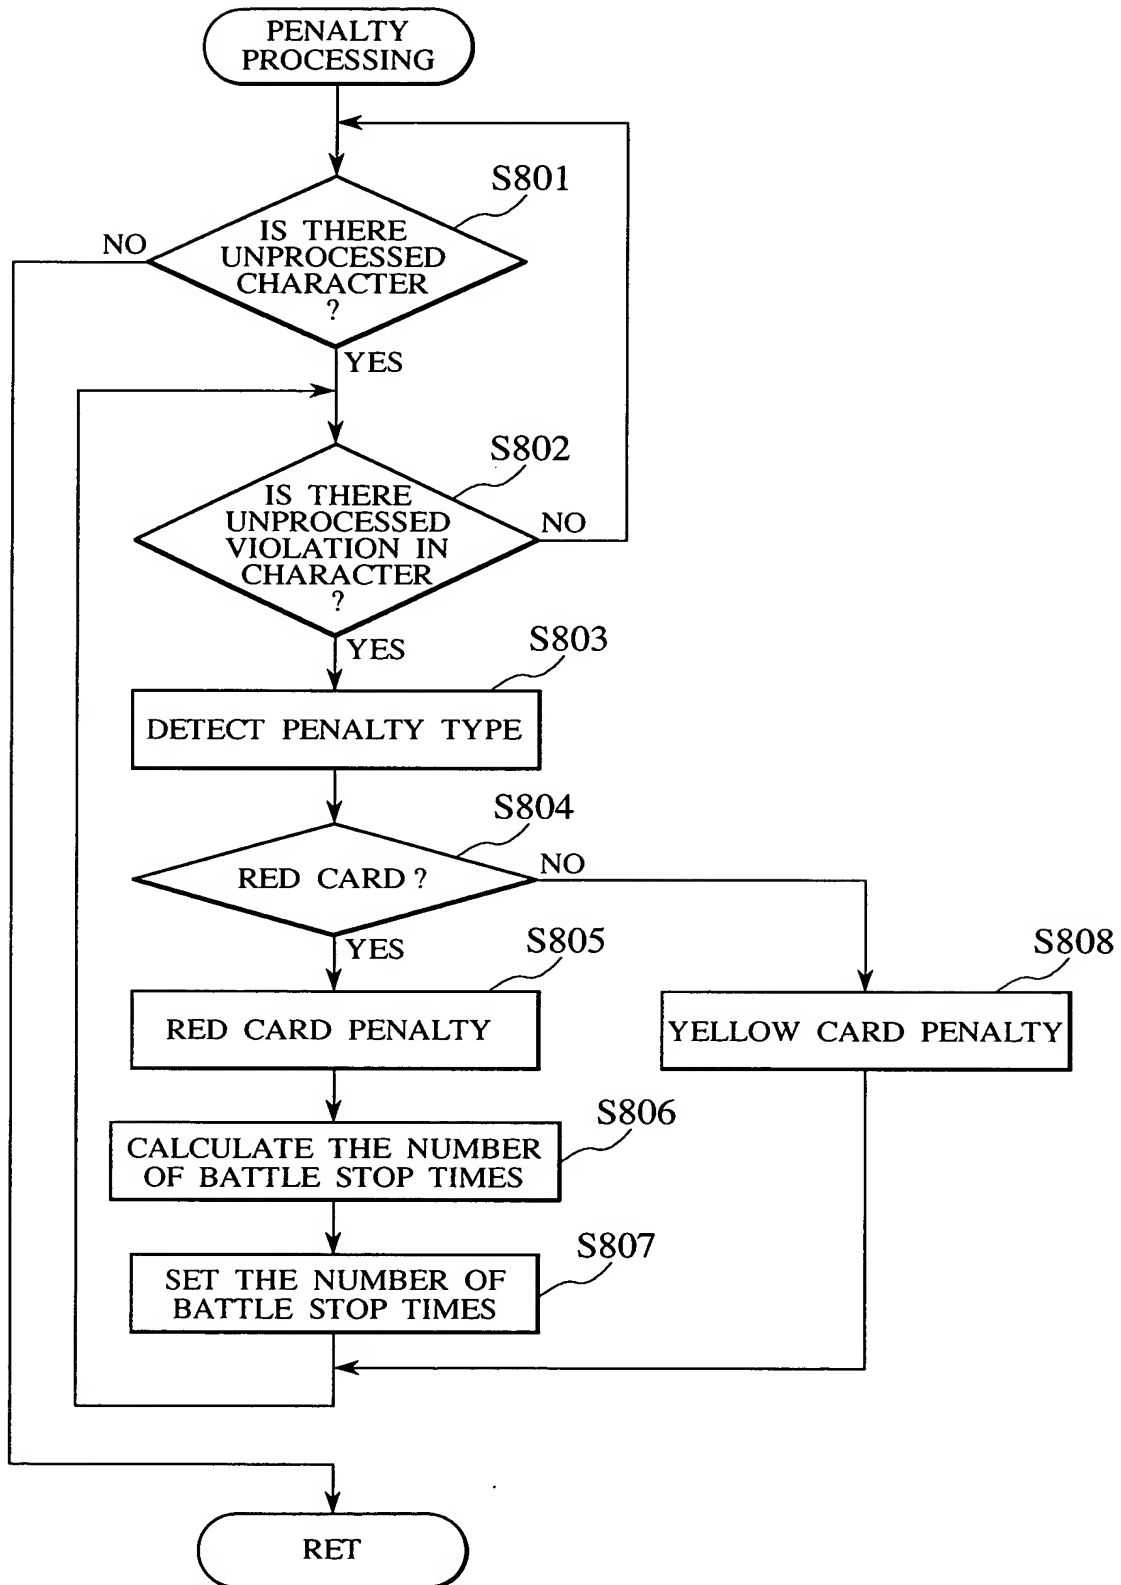 PENALTY
PROCESSING
S801
IS THERE
UNPROCESSED
CHARACTER
?
NO
YES
S802
IS THERE
UNPROCESSED
VIOLATION IN
CHARACTER
?
NO
YES
S803
DETECT PENALTY TYPE
S804
RED CARD ?
NO
YES
S805
RED CARD PENALTY
S808
YELLOW CARD PENALTY
S806
CALCULATE THE NUMBER
OF BATTLE STOP TIMES
S807
SET THE NUMBER OF
BATTLE STOP TIMES
RET